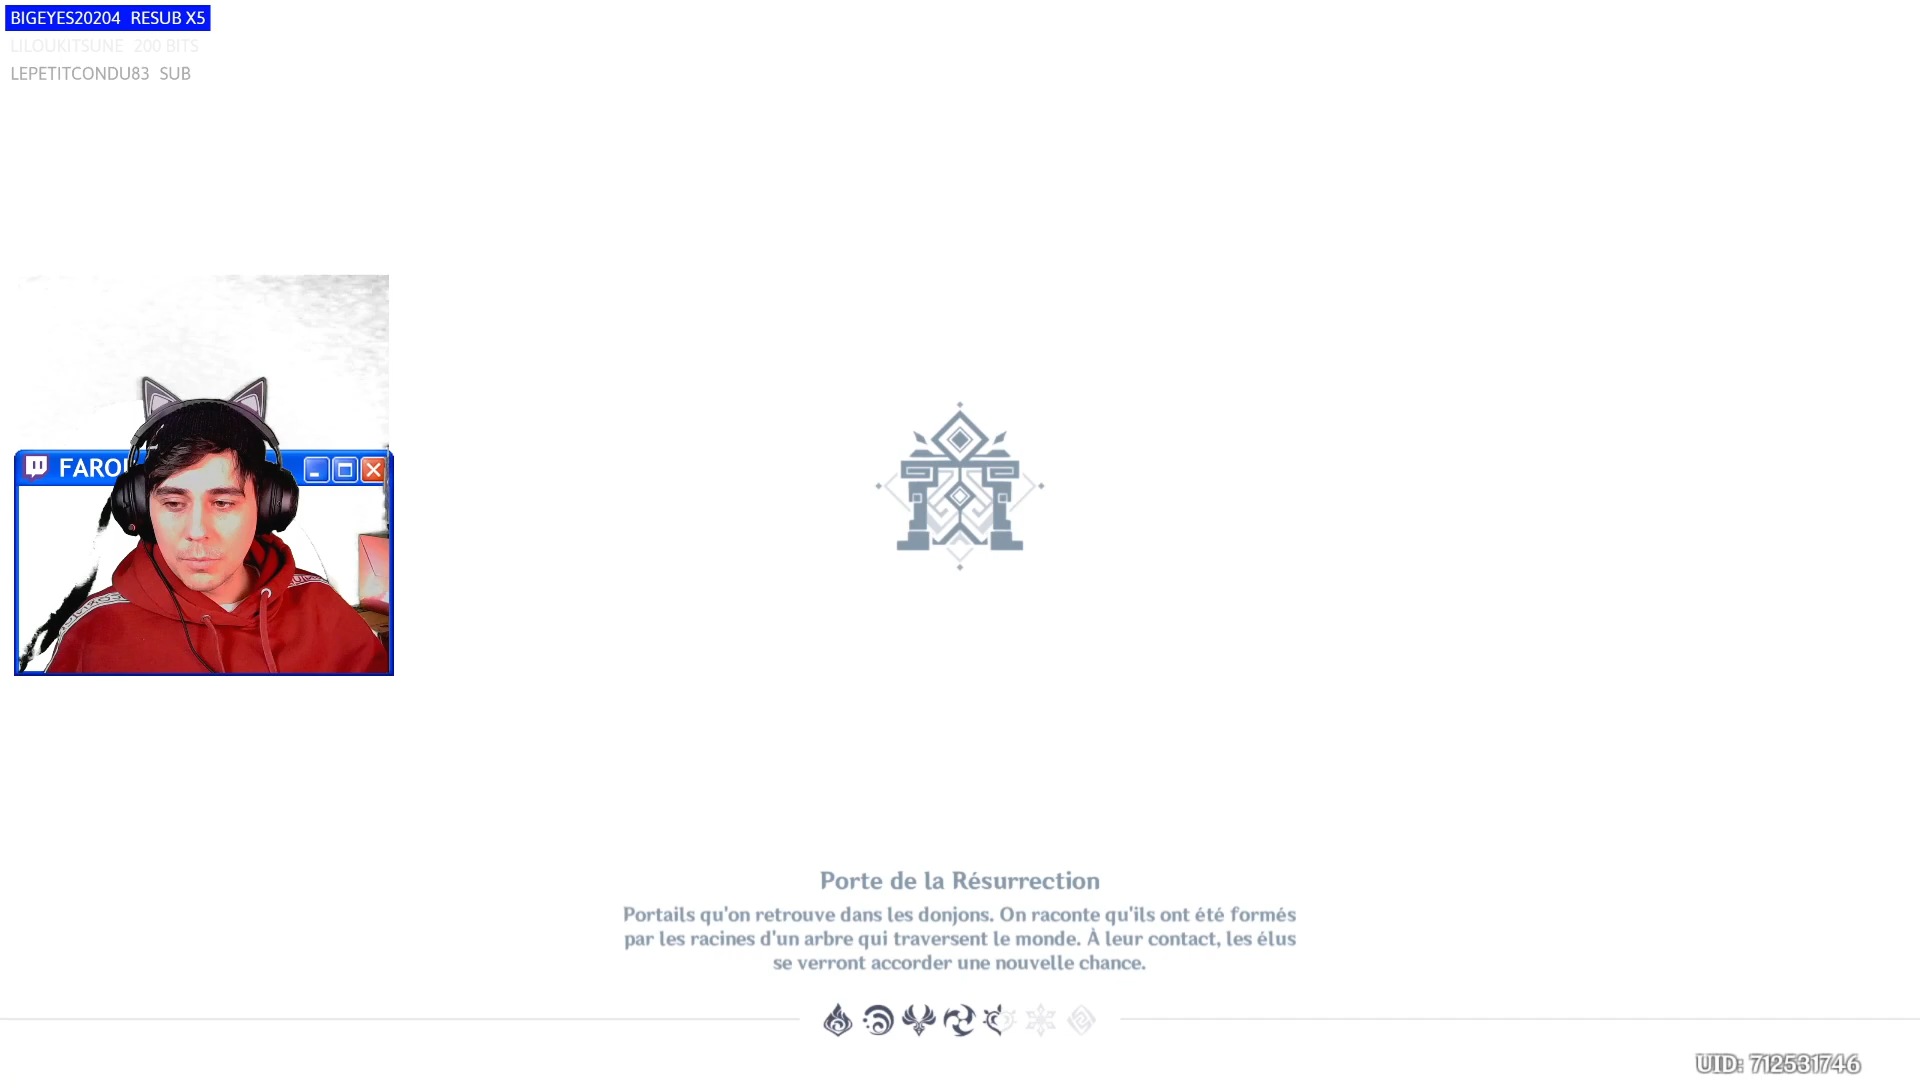 BIGEYES20204 RESUB X5
LILOUKITSUNE 200 BITS
LEPETITCONDU83 SUB
Porte de la Résurrection
Portails qu'on retrouve dans les donjons. On raconte qu'ils ont été formés
par les racines d'un arbre qui traversent le monde. À leur contact, les élus
se verront accorder une nouvelle chance.
UID: 712531746